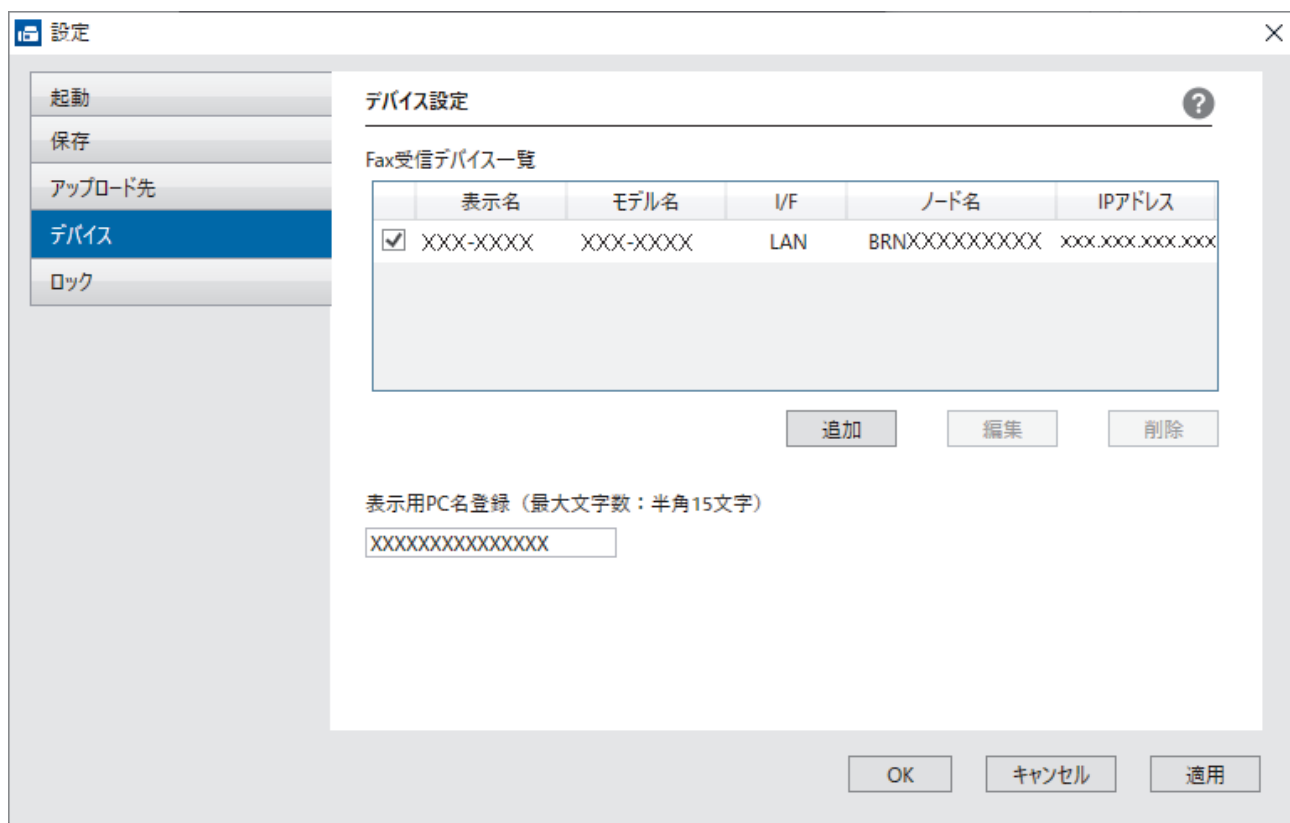 設定
起動
保存
アップロード先
デバイス
ロック
デバイス設定
?
Fax受信デバイス一覧
表示名 モデル名 I/F ノード名 IPアドレス
XXX-XXXX XXX-XXXX LAN BRNXXXXXXXXX XXX.XXX.XXX.XXX
追加 編集 削除
表示用PC名登録（最大文字数：半角15文字）
XXXXXXXXXXXXXXX
OK キャンセル 適用